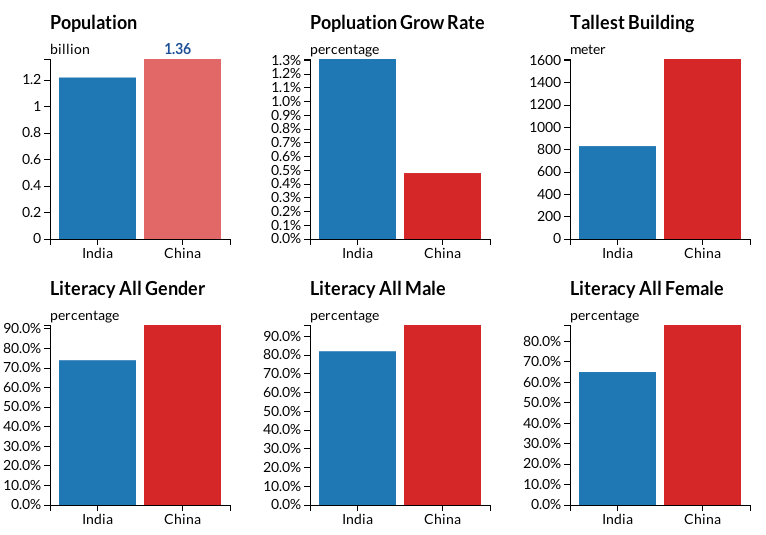 Population
billion
1.36
1.2
1
0.8
0.6
0.4
0.2
0
India
China
Popluation Grow Rate
percentage
1.3%
1.2%
1.1%
1.0%
0.9%
0.8%
0.7%
0.6%
0.5%
0.4%
0.3%
0.2%
0.1%
0.0%
India
China
Tallest Building
meter
1600
1400
1200
1000
800
600
400
200
0
India
China
Literacy All Gender
percentage
90.0%
80.0%
70.0%
60.0%
50.0%
40.0%
30.0%
20.0%
10.0%
0.0%
India
China
Literacy All Male
percentage
90.0%
80.0%
70.0%
60.0%
50.0%
40.0%
30.0%
20.0%
10.0%
0.0%
India
China
Literacy All Female
percentage
80.0%
70.0%
60.0%
50.0%
40.0%
30.0%
20.0%
10.0%
0.0%
India
China